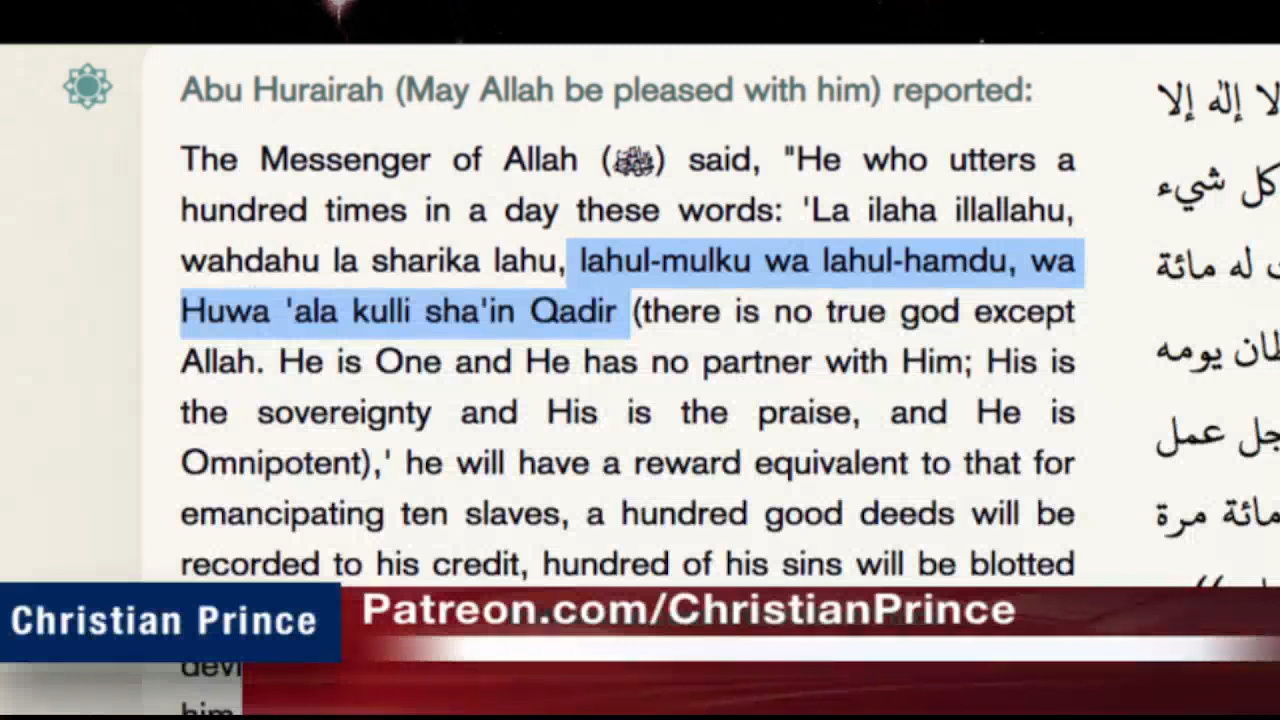 Abu Hurairah (May Allah be pleased with him) reported:
The Messenger of Allah (ﷺ) said, "He who utters a
hundred times in a day these words: 'La ilaha illallahu,
wahdahu la sharika lahu, lahul-mulku wa lahul-hamdu, wa
Huwa 'ala kulli sha'in Qadir (there is no true god except
Allah. He is One and He has no partner with Him; His is
the sovereignty and His is the praise, and He is
Omnipotent),' he will have a reward equivalent to that for
emancipating ten slaves, a hundred good deeds will be
recorded to his credit, hundred of his sins will be blotted
him
لا إله إلا
كل شيء
له مائة
يومه
عمل
مائة مرة
Christian Prince
Patreon.com/ChristianPrince